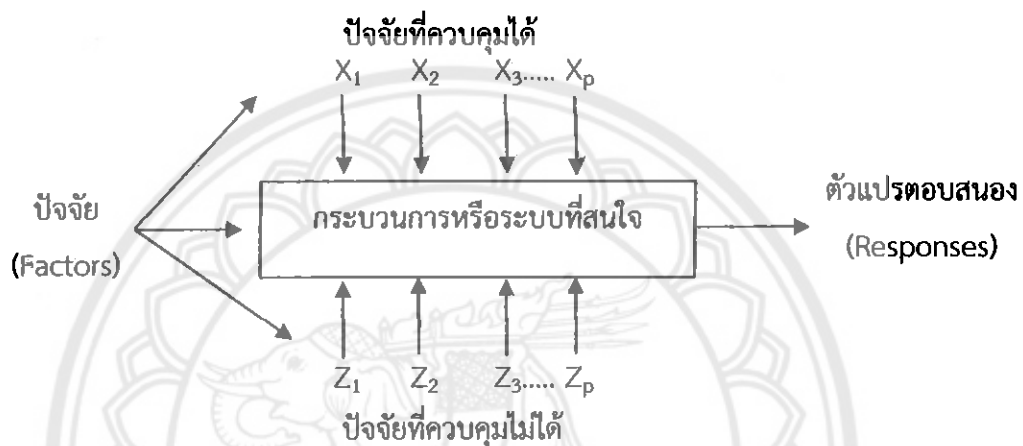 ปัจจัยที่ควบคุมได้
X₁ X₂ X₃..... Xₚ
ปัจจัย
(Factors)
กระบวนการหรือระบบที่สนใจ
ตัวแปรตอบสนอง
(Responses)
Z₁ Z₂ Z₃..... Zₚ
ปัจจัยที่ควบคุมไม่ได้